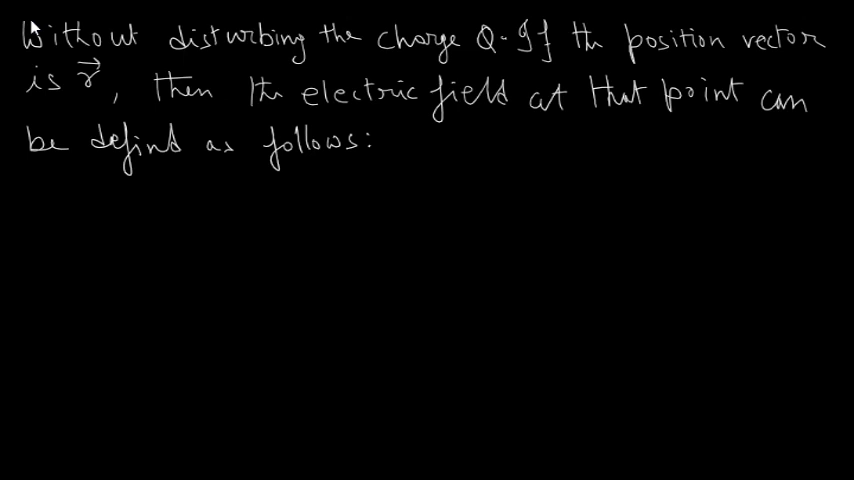 Without disturbing the charge Q. If the position vector
is r⃗, then the electric field at that point can
be defind as follows: